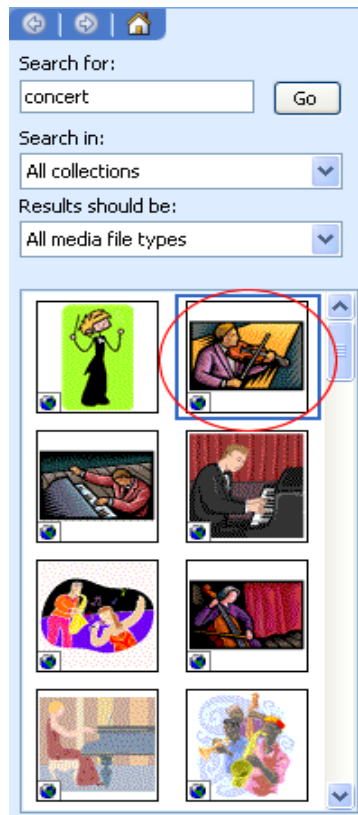 Search for:
concert
Go
Search in:
All collections
Results should be:
All media file types